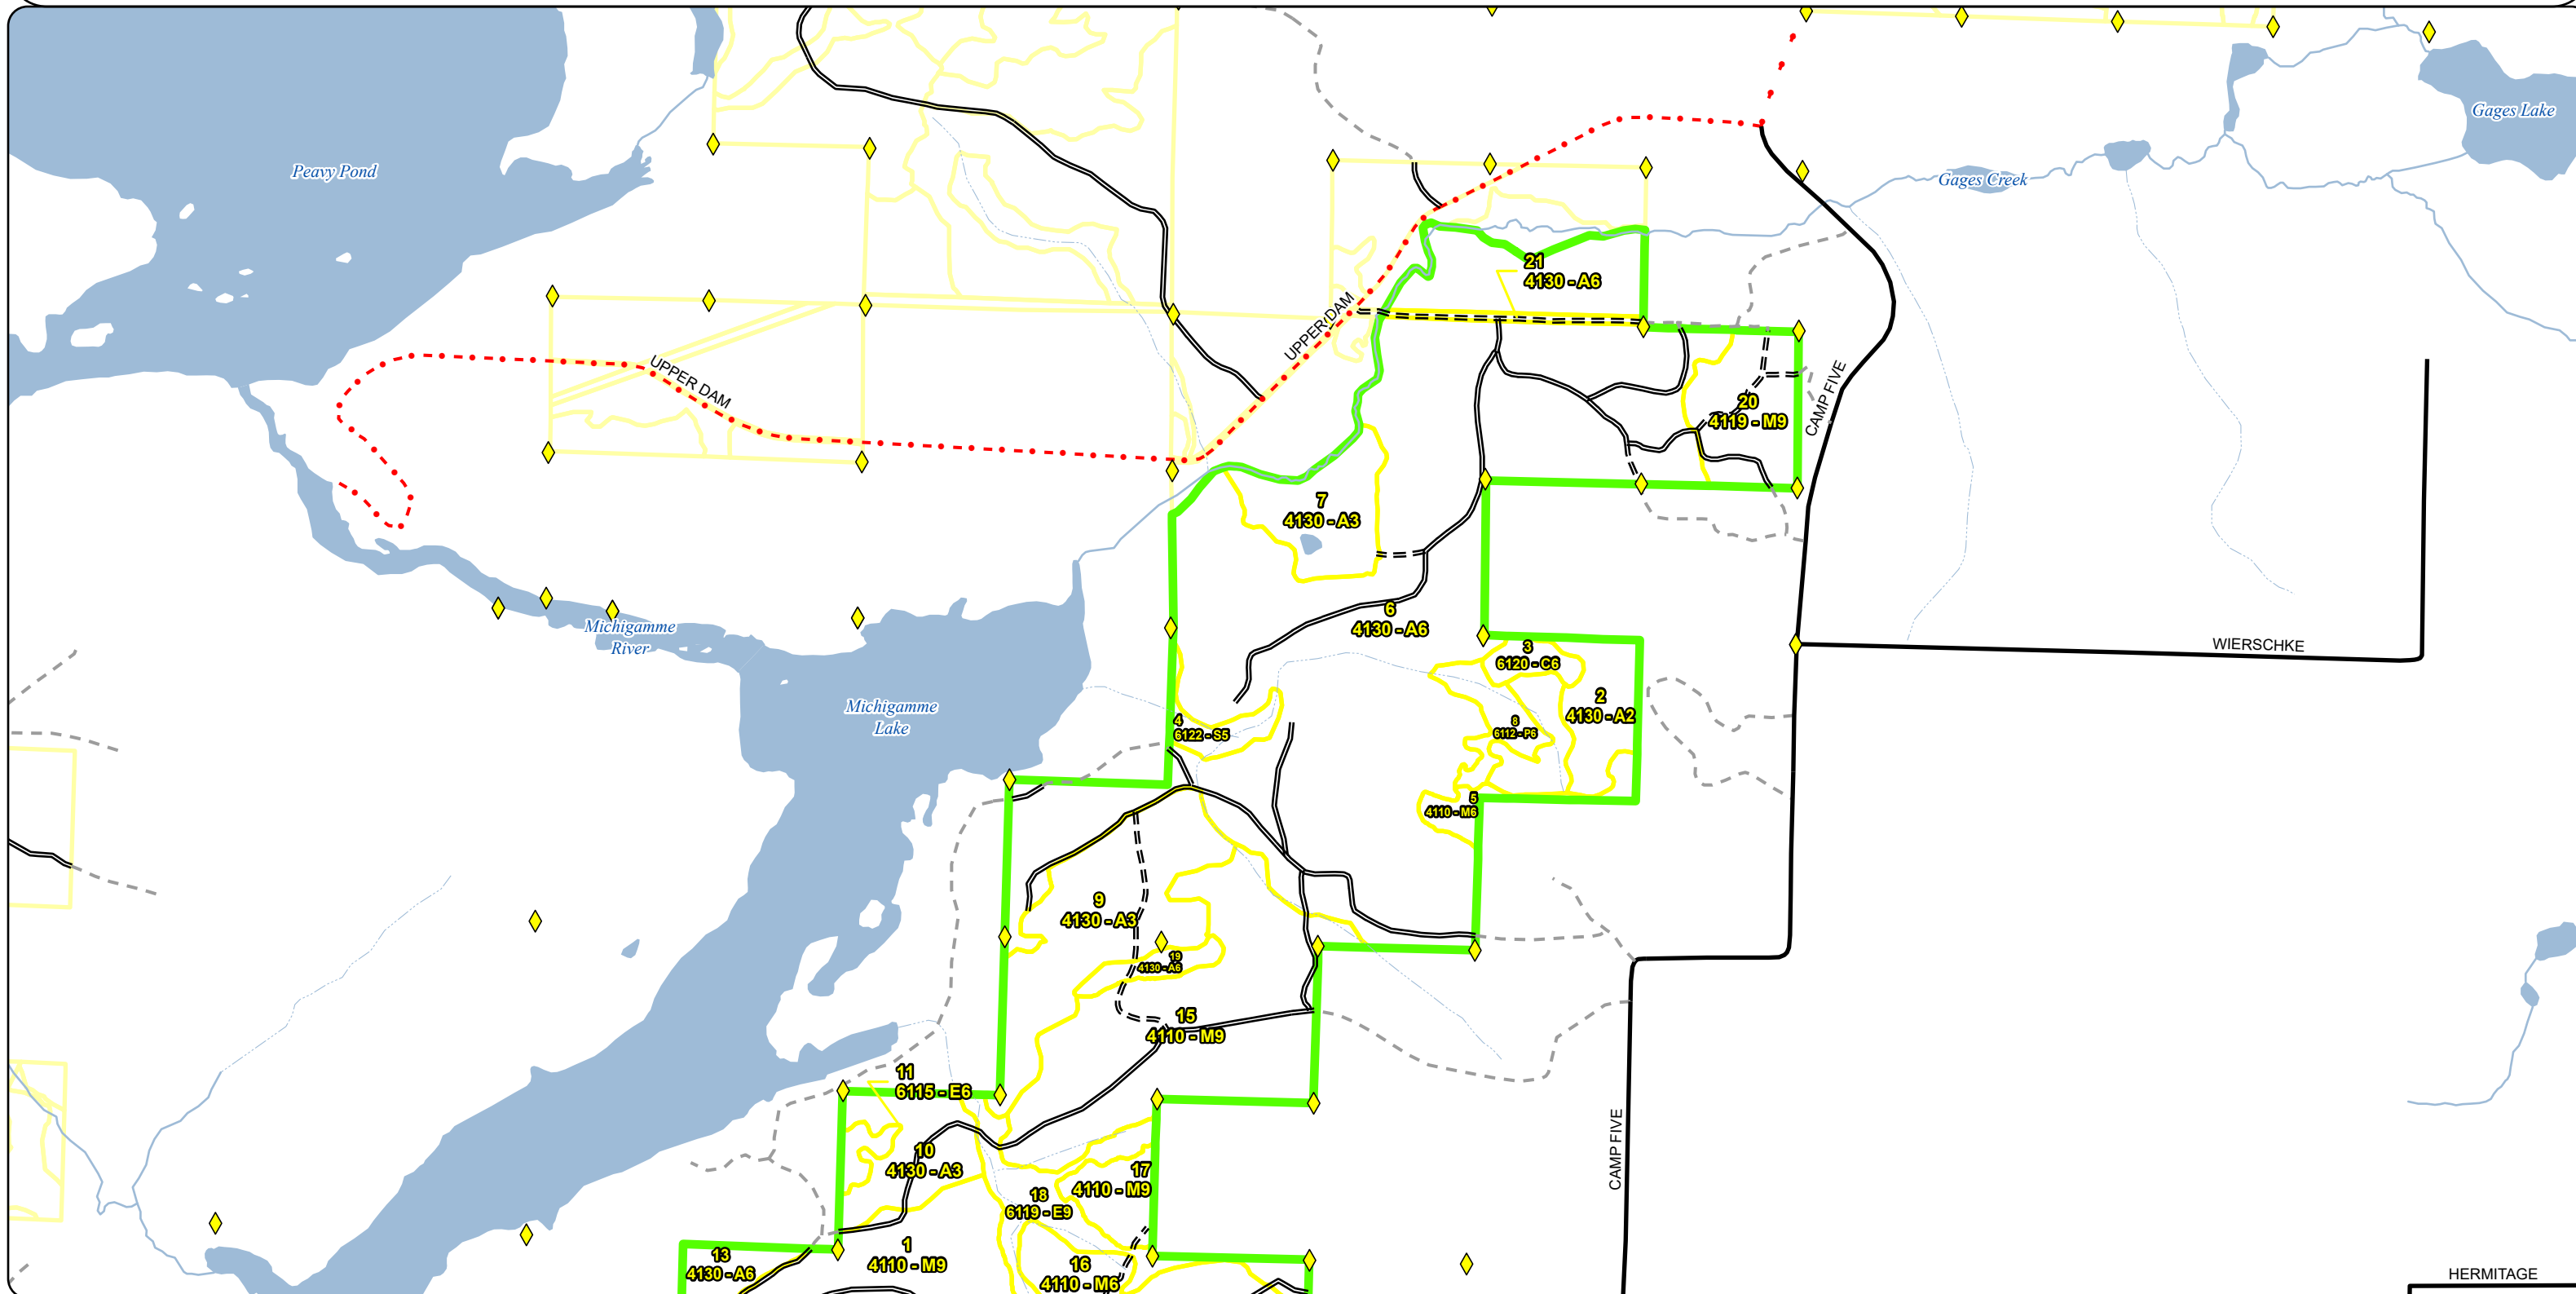 Gages Lake
Peavy Pond
Gages Creek
21
4130 - A6
UPPER DAM
UPPER DAM
CAMP FIVE
20
4119 - M9
7
4130 - A3
6
4130 - A6
Michigamme
River
WIERSCHKE
3
6120 - C6
2
4130 - A2
Michigamme
Lake
4
6122 - S5
8
6112 - P6
5
4110 - M6
9
4130 - A3
19
4130 - A6
15
4110 - M9
11
6115 - E6
CAMP FIVE
10
4130 - A3
17
4110 - M9
18
6119 - E9
1
4110 - M9
13
4130 - A6
16
4110 - M6
HERMITAGE